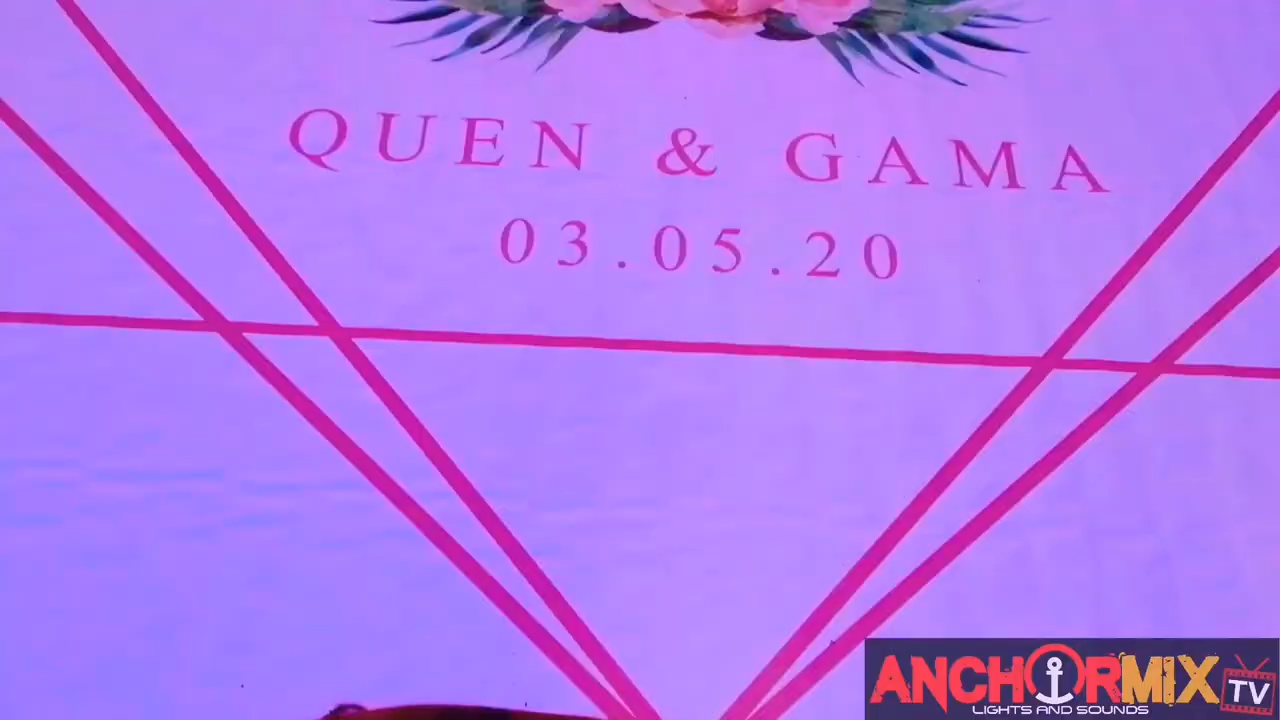 QUEN & GAMA
03.05.20
ANCHORMIX
TV
LIGHTS AND SOUNDS